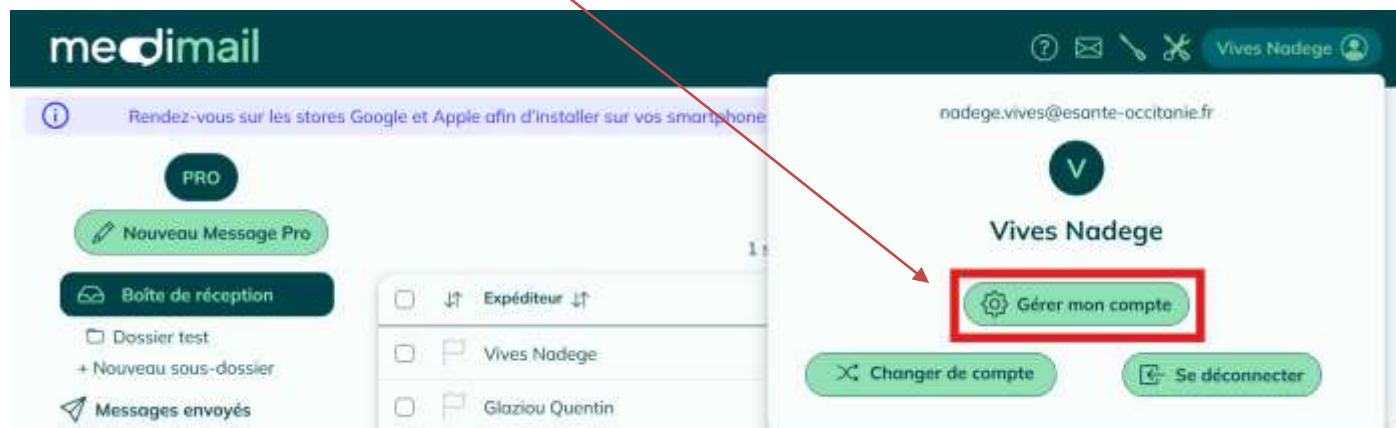 medimail
Vives Nadege
Rendez-vous sur les stores Google et Apple afin d'installer sur vos smartphone
PRO
Nouveau Message Pro
Boîte de réception
Dossier test
+ Nouveau sous-dossier
Messages envoyés
1
Expéditeur
Vives Nadege
Glaziou Quentin
nadege.vives@esante-occitanie.fr
V
Vives Nadege
Gérer mon compte
Changer de compte
Se déconnecter